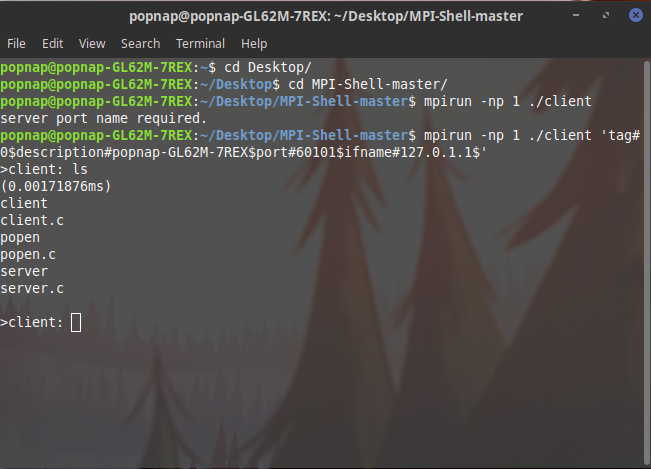 popnap@popnap-GL62M-7REX: ~/Desktop/MPI-Shell-master
File Edit View Search Terminal Help
popnap@popnap-GL62M-7REX:~$ cd Desktop/
popnap@popnap-GL62M-7REX:~/Desktop$ cd MPI-Shell-master/
popnap@popnap-GL62M-7REX:~/Desktop/MPI-Shell-master$ mpirun -np 1 ./client
server port name required.
popnap@popnap-GL62M-7REX:~/Desktop/MPI-Shell-master$ mpirun -np 1 ./client 'tag#
0$description#popnap-GL62M-7REX$port#60101$ifname#127.0.1.1$'
>client: ls
(0.00171876ms)
client
client.c
popen
popen.c
server
server.c
>client: